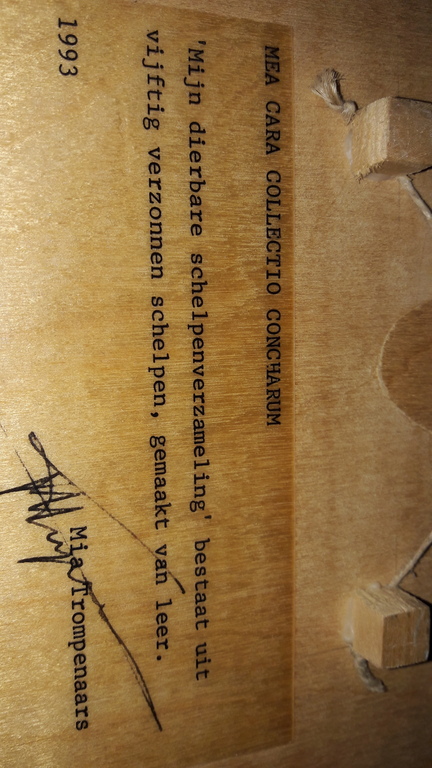 MEA CARA COLLECTIO CONCHARUM
'Mijn dierbare schelpenverzameling' bestaat uit
vijftig verzonnen schelpen, gemaakt van leer.
Mia Trompenaars
1993